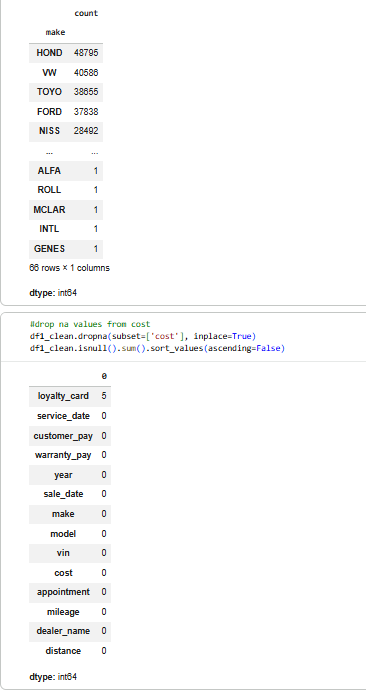 count
make
HOND 48795
VW 40586
TOYO 38655
FORD 37838
NISS 28492
... ...
ALFA 1
ROLL 1
MCLAR 1
INTL 1
GENES 1
66 rows × 1 columns
dtype: int64
#drop na values from cost
df1_clean.dropna(subset=['cost'], inplace=True)
df1_clean.isnull().sum().sort_values(ascending=False)
0
loyalty_card 5
service_date 0
customer_pay 0
warranty_pay 0
year 0
sale_date 0
make 0
model 0
vin 0
cost 0
appointment 0
mileage 0
dealer_name 0
distance 0
dtype: int64